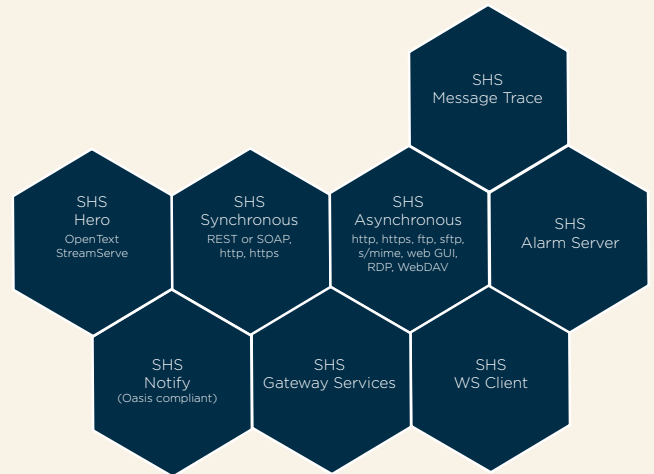 SHS
Message Trace
SHS
Hero
OpenText
StreamServe
SHS
Synchronous
REST or SOAP,
http, https
SHS
Asynchronous
http, https, ftp, sftp,
s/mime, web GUI,
RDP, WebDAV
SHS
Alarm Server
SHS
Notify
(Oasis compliant)
SHS
Gateway Services
SHS
WS Client